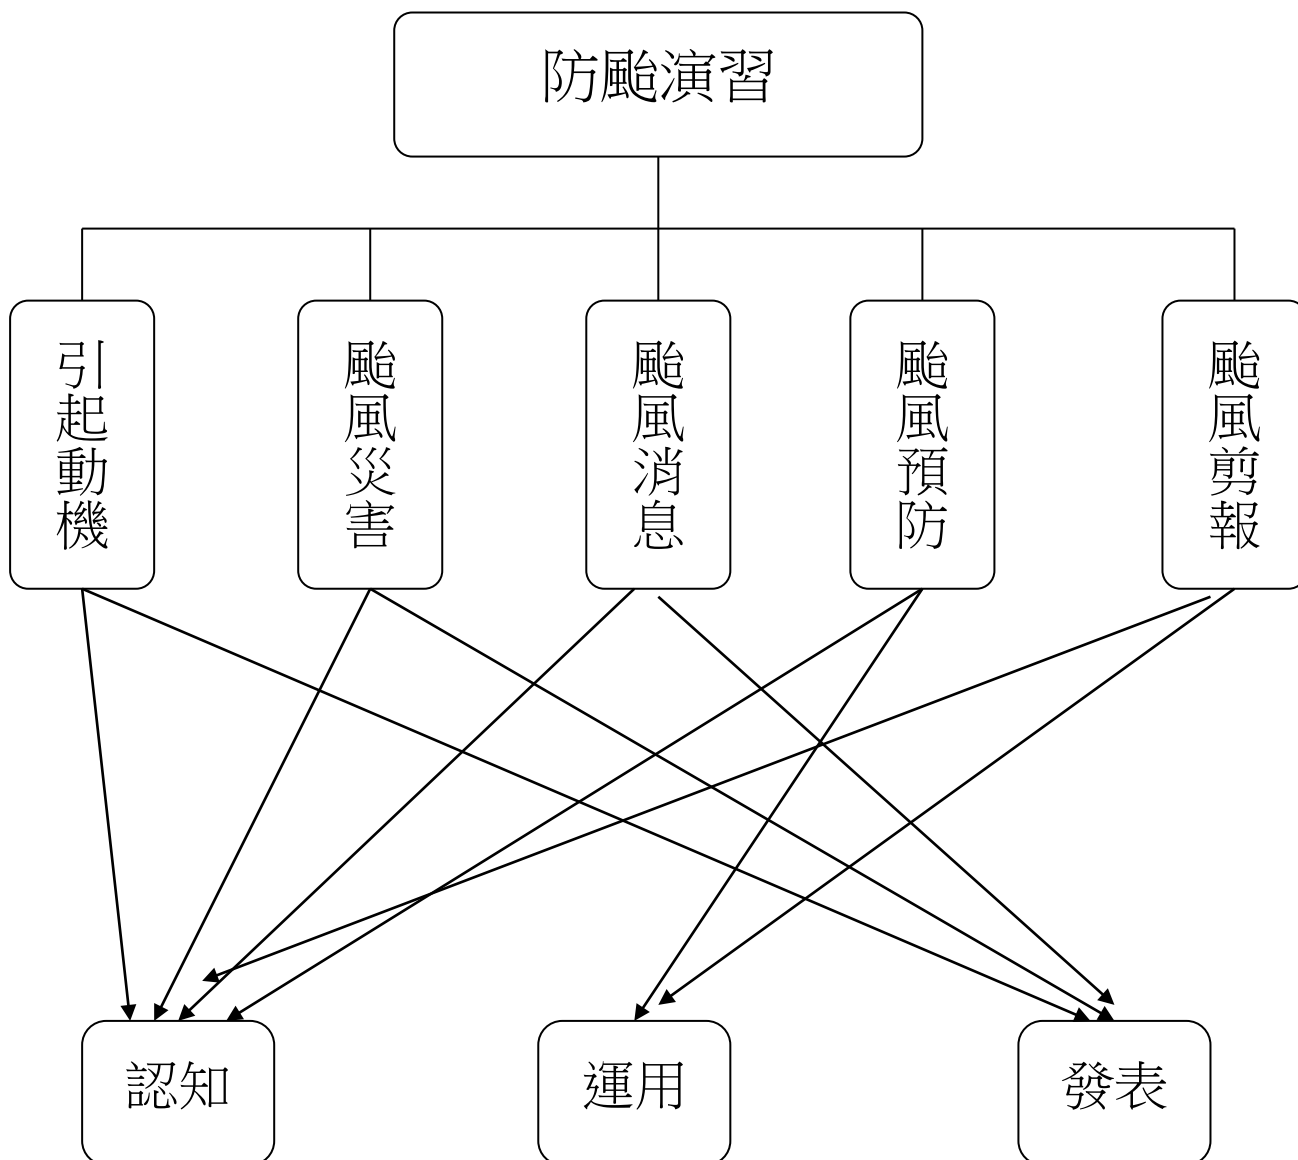 防颱演習
引起動機
颱風災害
颱風消息
颱風預防
颱風剪報
認知
運用
發表